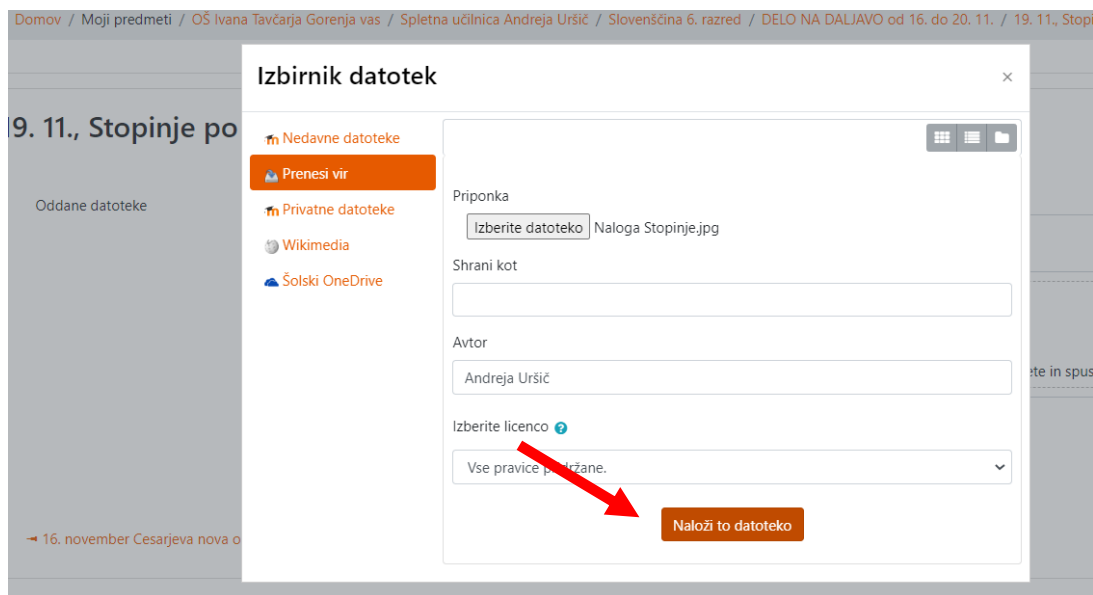 Domov / Moji predmeti / OŠ Ivana Tavčarja Gorenja vas / Spletna učilnica Andreja Uršič / Slovenščina 6. razred / DELO NA DALJAVO od 16. do 20. 11. / 19. 11., Stopi
Izbirnik datotek
×
19. 11., Stopinje po
Nedavne datoteke
Prenesi vir
Privatne datoteke
Wikimedia
Šolski OneDrive
Oddane datoteke
Priponka
Izberite datoteko Naloga Stopinje.jpg
Shrani kot
Avtor
Andreja Uršič
ete in spus
Izberite licenco ?
Vse pravice pridržane.
Naloži to datoteko
◄ 16. november Cesarjeva nova o